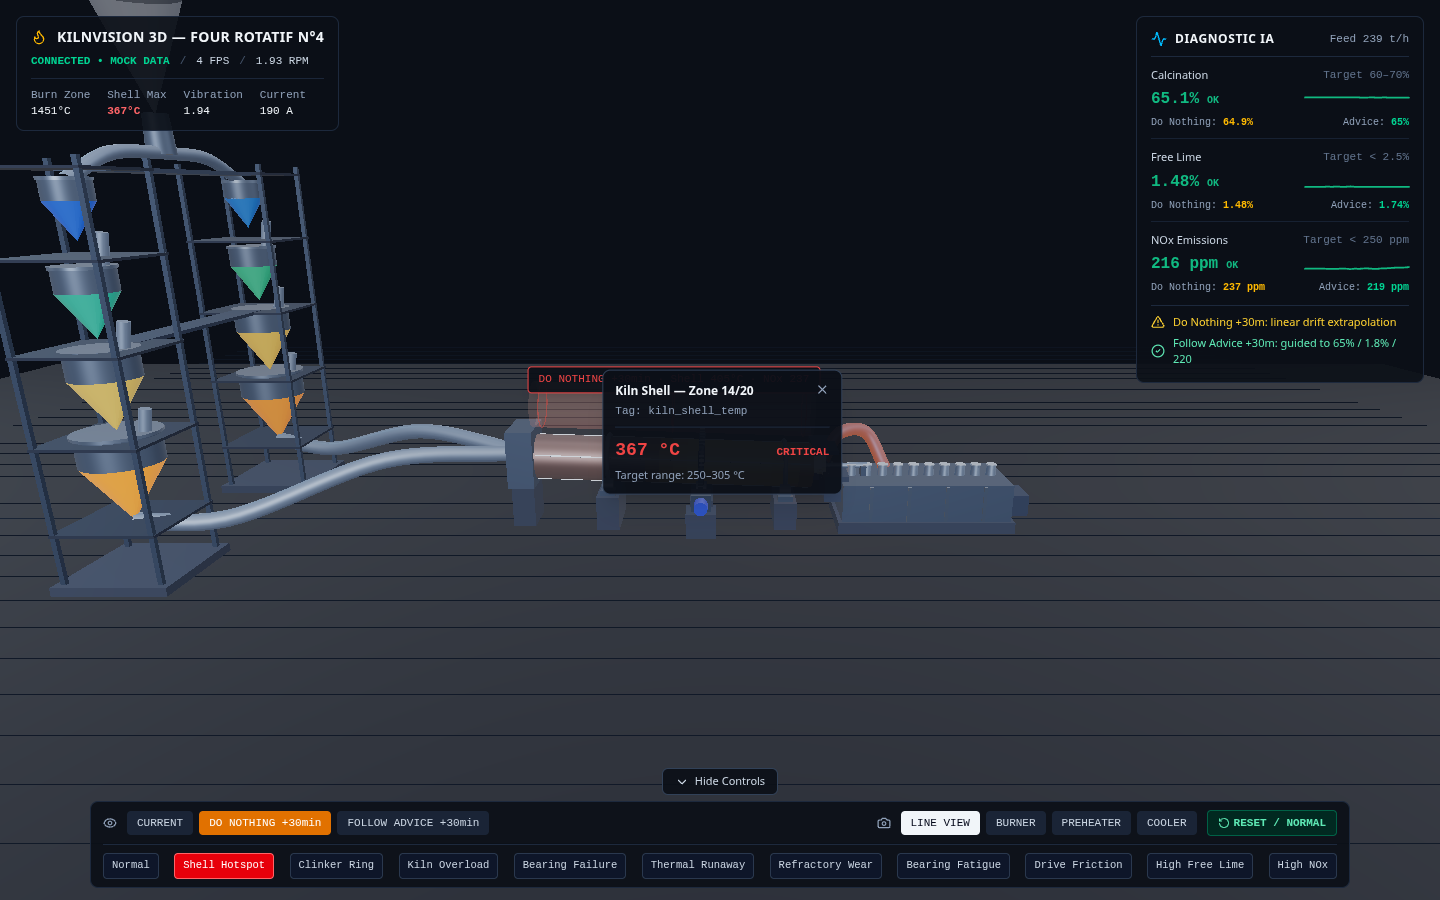 KILNVISION 3D — FOUR ROTATIF N°4
CONNECTED • MOCK DATA / 4 FPS / 1.93 RPM
Burn Zone Shell Max Vibration Current
1451°C 367°C 1.94 190 A
DIAGNOSTIC IA Feed 239 t/h
Calcination Target 60–70%
65.1% OK
Do Nothing: 64.9% Advice: 65%
Free Lime Target < 2.5%
1.48% OK
Do Nothing: 1.48% Advice: 1.74%
NOx Emissions Target < 250 ppm
216 ppm OK
Do Nothing: 237 ppm Advice: 219 ppm
Do Nothing +30m: linear drift extrapolation
Follow Advice +30m: guided to 65% / 1.8% /
220
DO NOTHING
Kiln Shell — Zone 14/20
Tag: kiln_shell_temp
367 °C CRITICAL
Target range: 250–305 °C
Hide Controls
CURRENT DO NOTHING +30min FOLLOW ADVICE +30min LINE VIEW BURNER PREHEATER COOLER RESET / NORMAL
Normal Shell Hotspot Clinker Ring Kiln Overload Bearing Failure Thermal Runaway Refractory Wear Bearing Fatigue Drive Friction High Free Lime High NOx